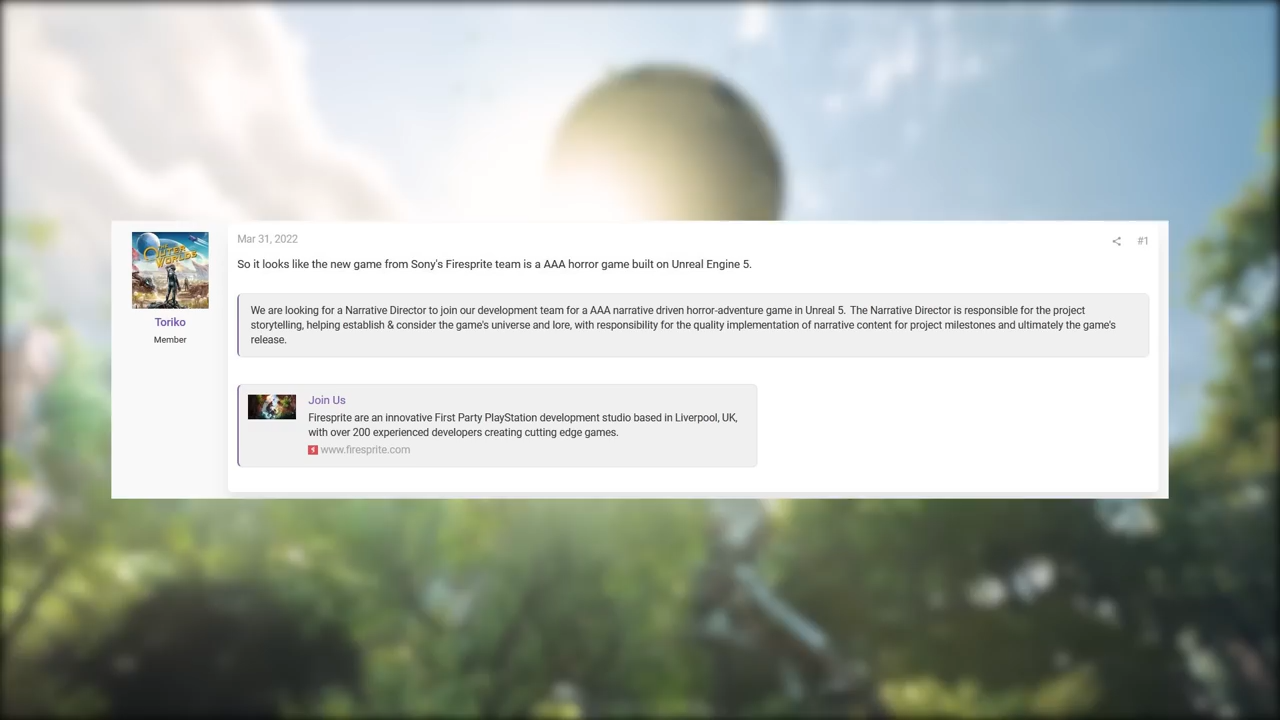 Mar 31, 2022
#1
So it looks like the new game from Sony's Firesprite team is a AAA horror game built on Unreal Engine 5.
THE OUTER WORLDS
Toriko
Member
We are looking for a Narrative Director to join our development team for a AAA narrative driven horror-adventure game in Unreal 5. The Narrative Director is responsible for the project
storytelling, helping establish & consider the game's universe and lore, with responsibility for the quality implementation of narrative content for project milestones and ultimately the game's
release.
Join Us
Firesprite are an innovative First Party PlayStation development studio based in Liverpool, UK,
with over 200 experienced developers creating cutting edge games.
www.firesprite.com